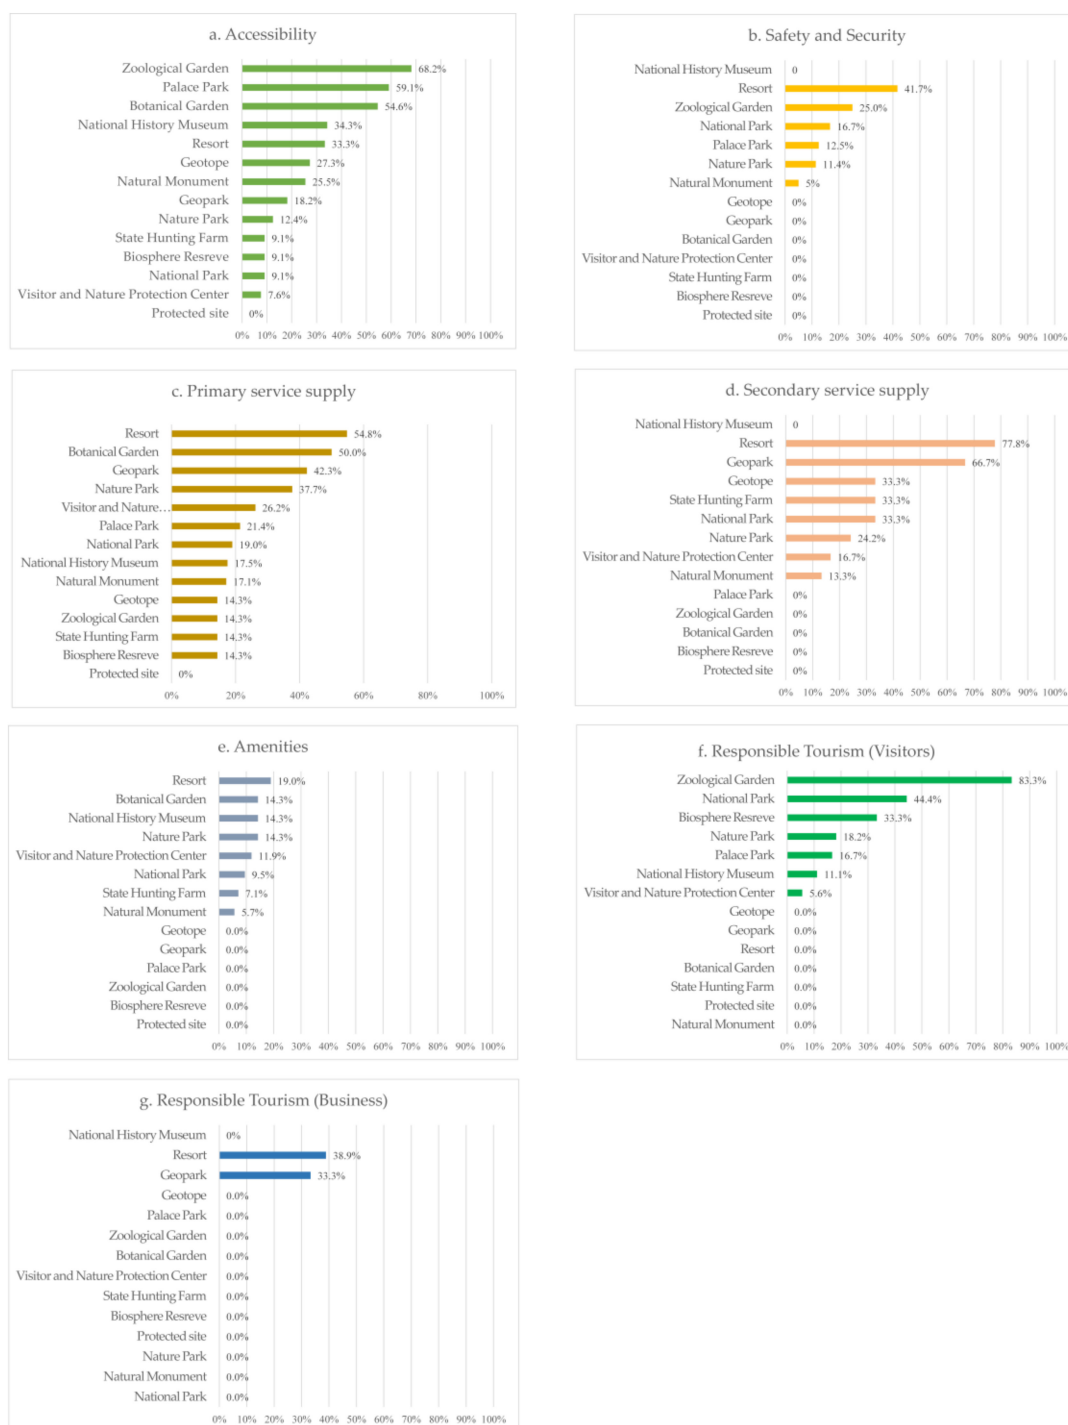 a. Accessibility
Zoological Garden 68.2%
Palace Park 59.1%
Botanical Garden 54.6%
National History Museum 34.3%
Resort 33.3%
Geotope 27.3%
Natural Monument 25.5%
Geopark 18.2%
Nature Park 12.4%
State Hunting Farm 9.1%
Biosphere Resreve 9.1%
National Park 9.1%
Visitor and Nature Protection Center 7.6%
Protected site 0%
0% 10% 20% 30% 40% 50% 60% 70% 80% 90% 100%
b. Safety and Security
National History Museum 0
Resort 41.7%
Zoological Garden 25.0%
National Park 16.7%
Palace Park 12.5%
Nature Park 11.4%
Natural Monument 5%
Geotope 0%
Geopark 0%
Botanical Garden 0%
Visitor and Nature Protection Center 0%
State Hunting Farm 0%
Biosphere Resreve 0%
Protected site 0%
0% 10% 20% 30% 40% 50% 60% 70% 80% 90% 100%
c. Primary service supply
Resort 54.8%
Botanical Garden 50.0%
Geopark 42.3%
Nature Park 37.7%
Visitor and Nature... 26.2%
Palace Park 21.4%
National Park 19.0%
National History Museum 17.5%
Natural Monument 17.1%
Geotope 14.3%
Zoological Garden 14.3%
State Hunting Farm 14.3%
Biosphere Resreve 14.3%
Protected site 0%
0% 20% 40% 60% 80% 100%
d. Secondary service supply
National History Museum 0
Resort 77.8%
Geopark 66.7%
Geotope 33.3%
State Hunting Farm 33.3%
National Park 33.3%
Nature Park 24.2%
Visitor and Nature Protection Center 16.7%
Natural Monument 13.3%
Palace Park 0%
Zoological Garden 0%
Botanical Garden 0%
Biosphere Resreve 0%
Protected site 0%
0% 10% 20% 30% 40% 50% 60% 70% 80% 90% 100%
e. Amenities
Resort 19.0%
Botanical Garden 14.3%
National History Museum 14.3%
Nature Park 14.3%
Visitor and Nature Protection Center 11.9%
National Park 9.5%
State Hunting Farm 7.1%
Natural Monument 5.7%
Geotope 0.0%
Geopark 0.0%
Palace Park 0.0%
Zoological Garden 0.0%
Biosphere Resreve 0.0%
Protected site 0.0%
0% 10% 20% 30% 40% 50% 60% 70% 80% 90% 100%
f. Responsible Tourism (Visitors)
Zoological Garden 83.3%
National Park 44.4%
Biosphere Resreve 33.3%
Nature Park 18.2%
Palace Park 16.7%
National History Museum 11.1%
Visitor and Nature Protection Center 5.6%
Geotope 0.0%
Geopark 0.0%
Resort 0.0%
Botanical Garden 0.0%
State Hunting Farm 0.0%
Protected site 0.0%
Natural Monument 0.0%
0% 10% 20% 30% 40% 50% 60% 70% 80% 90% 100%
g. Responsible Tourism (Business)
National History Museum 0%
Resort 38.9%
Geopark 33.3%
Geotope 0.0%
Palace Park 0.0%
Zoological Garden 0.0%
Botanical Garden 0.0%
Visitor and Nature Protection Center 0.0%
State Hunting Farm 0.0%
Biosphere Resreve 0.0%
Protected site 0.0%
Nature Park 0.0%
Natural Monument 0.0%
National Park 0.0%
0% 10% 20% 30% 40% 50% 60% 70% 80% 90% 100%